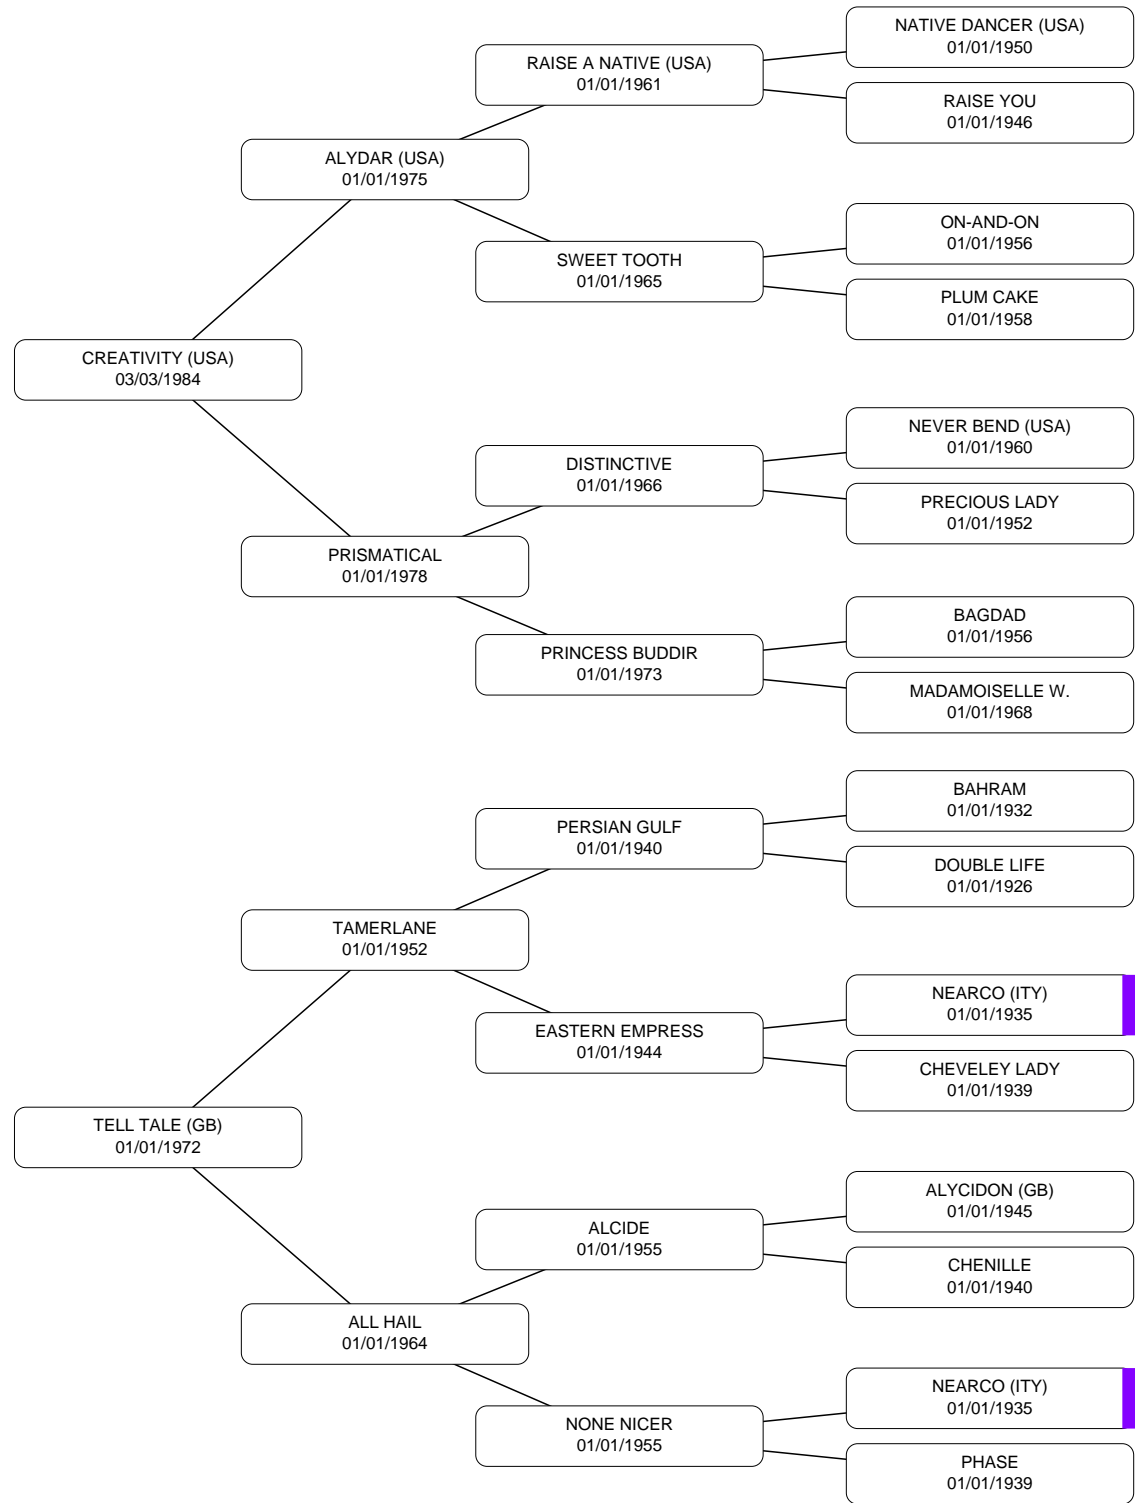 NATIVE DANCER (USA)
01/01/1950
RAISE A NATIVE (USA)
01/01/1961
RAISE YOU
01/01/1946
ALYDAR (USA)
01/01/1975
ON-AND-ON
01/01/1956
SWEET TOOTH
01/01/1965
PLUM CAKE
01/01/1958
CREATIVITY (USA)
03/03/1984
NEVER BEND (USA)
01/01/1960
DISTINCTIVE
01/01/1966
PRECIOUS LADY
01/01/1952
PRISMATICAL
01/01/1978
BAGDAD
01/01/1956
PRINCESS BUDDIR
01/01/1973
MADAMOISELLE W.
01/01/1968
BAHRAM
01/01/1932
PERSIAN GULF
01/01/1940
DOUBLE LIFE
01/01/1926
TAMERLANE
01/01/1952
NEARCO (ITY)
01/01/1935
EASTERN EMPRESS
01/01/1944
CHEVELEY LADY
01/01/1939
TELL TALE (GB)
01/01/1972
ALYCIDON (GB)
01/01/1945
ALCIDE
01/01/1955
CHENILLE
01/01/1940
ALL HAIL
01/01/1964
NEARCO (ITY)
01/01/1935
NONE NICER
01/01/1955
PHASE
01/01/1939